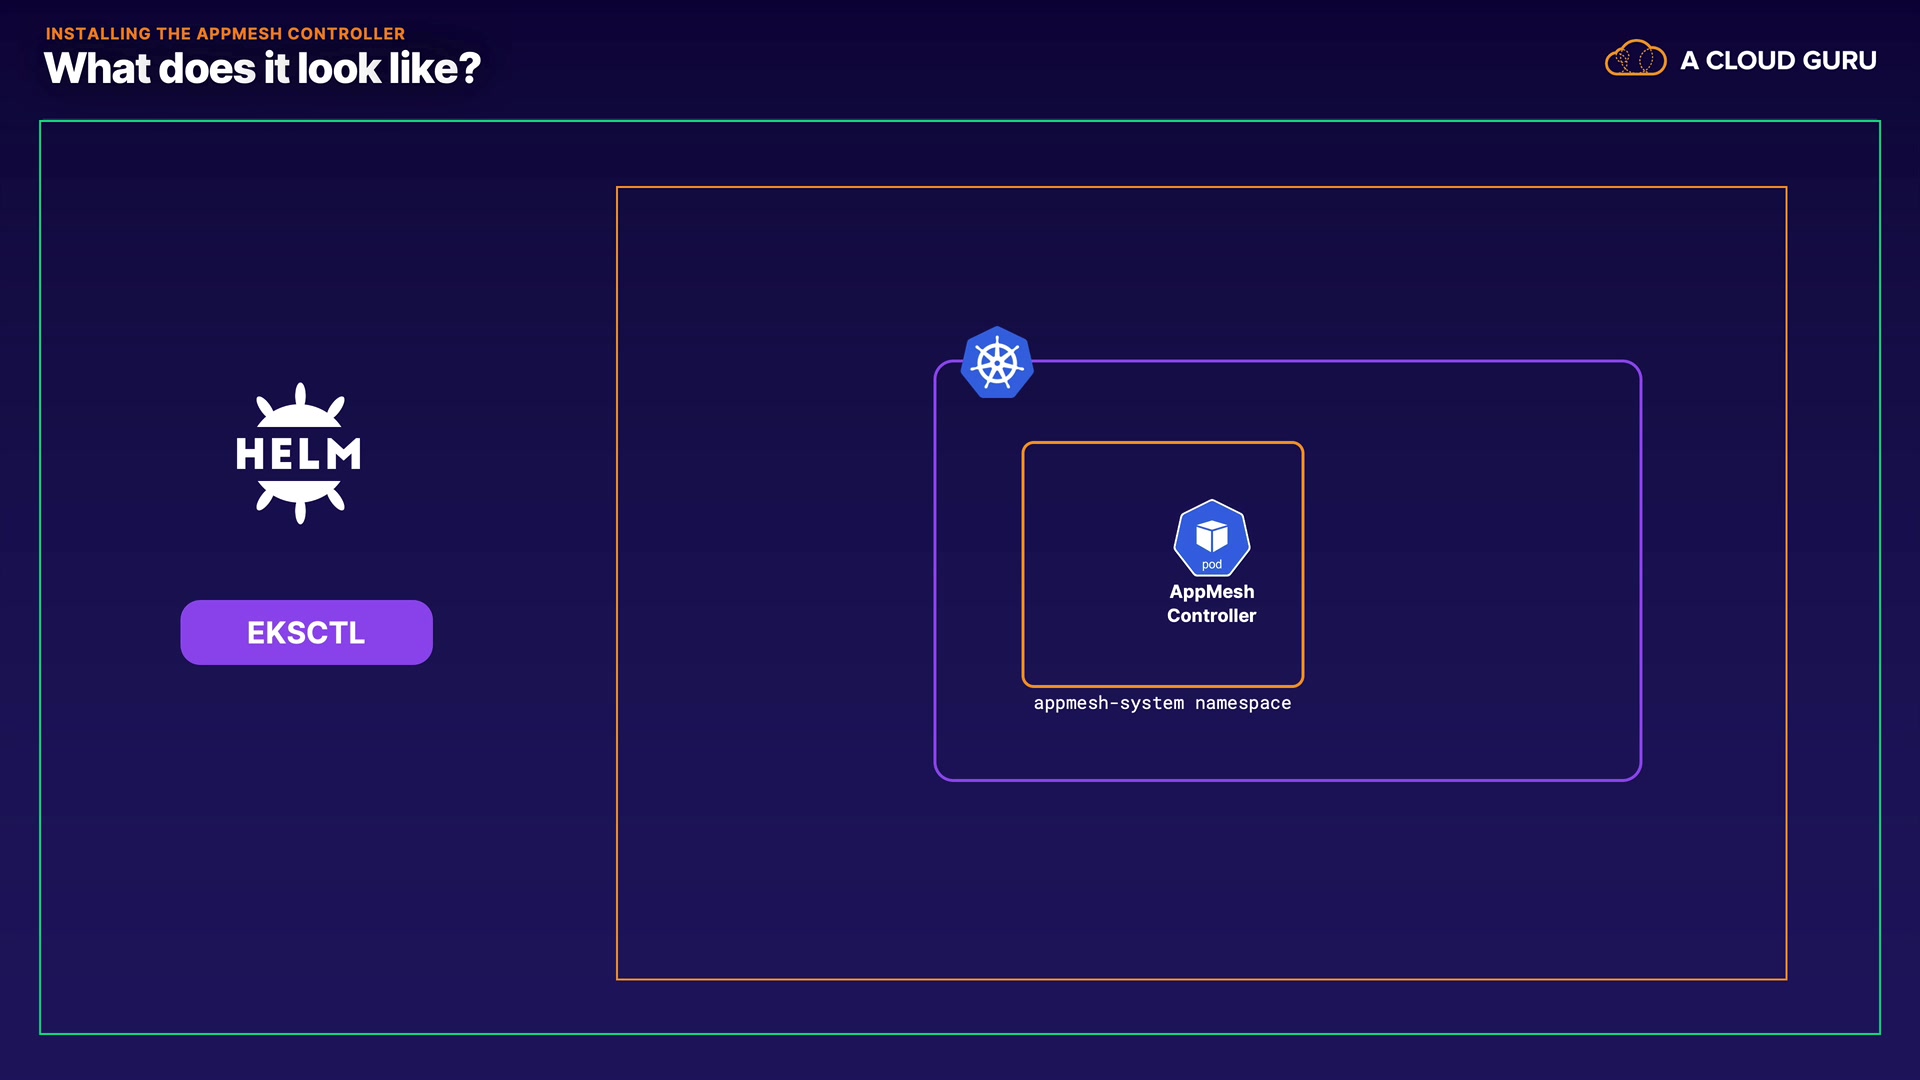 INSTALLING THE APPMESH CONTROLLER
What does it look like?
A CLOUD GURU
HELM
EKSCTL
pod
AppMesh
Controller
appmesh-system namespace